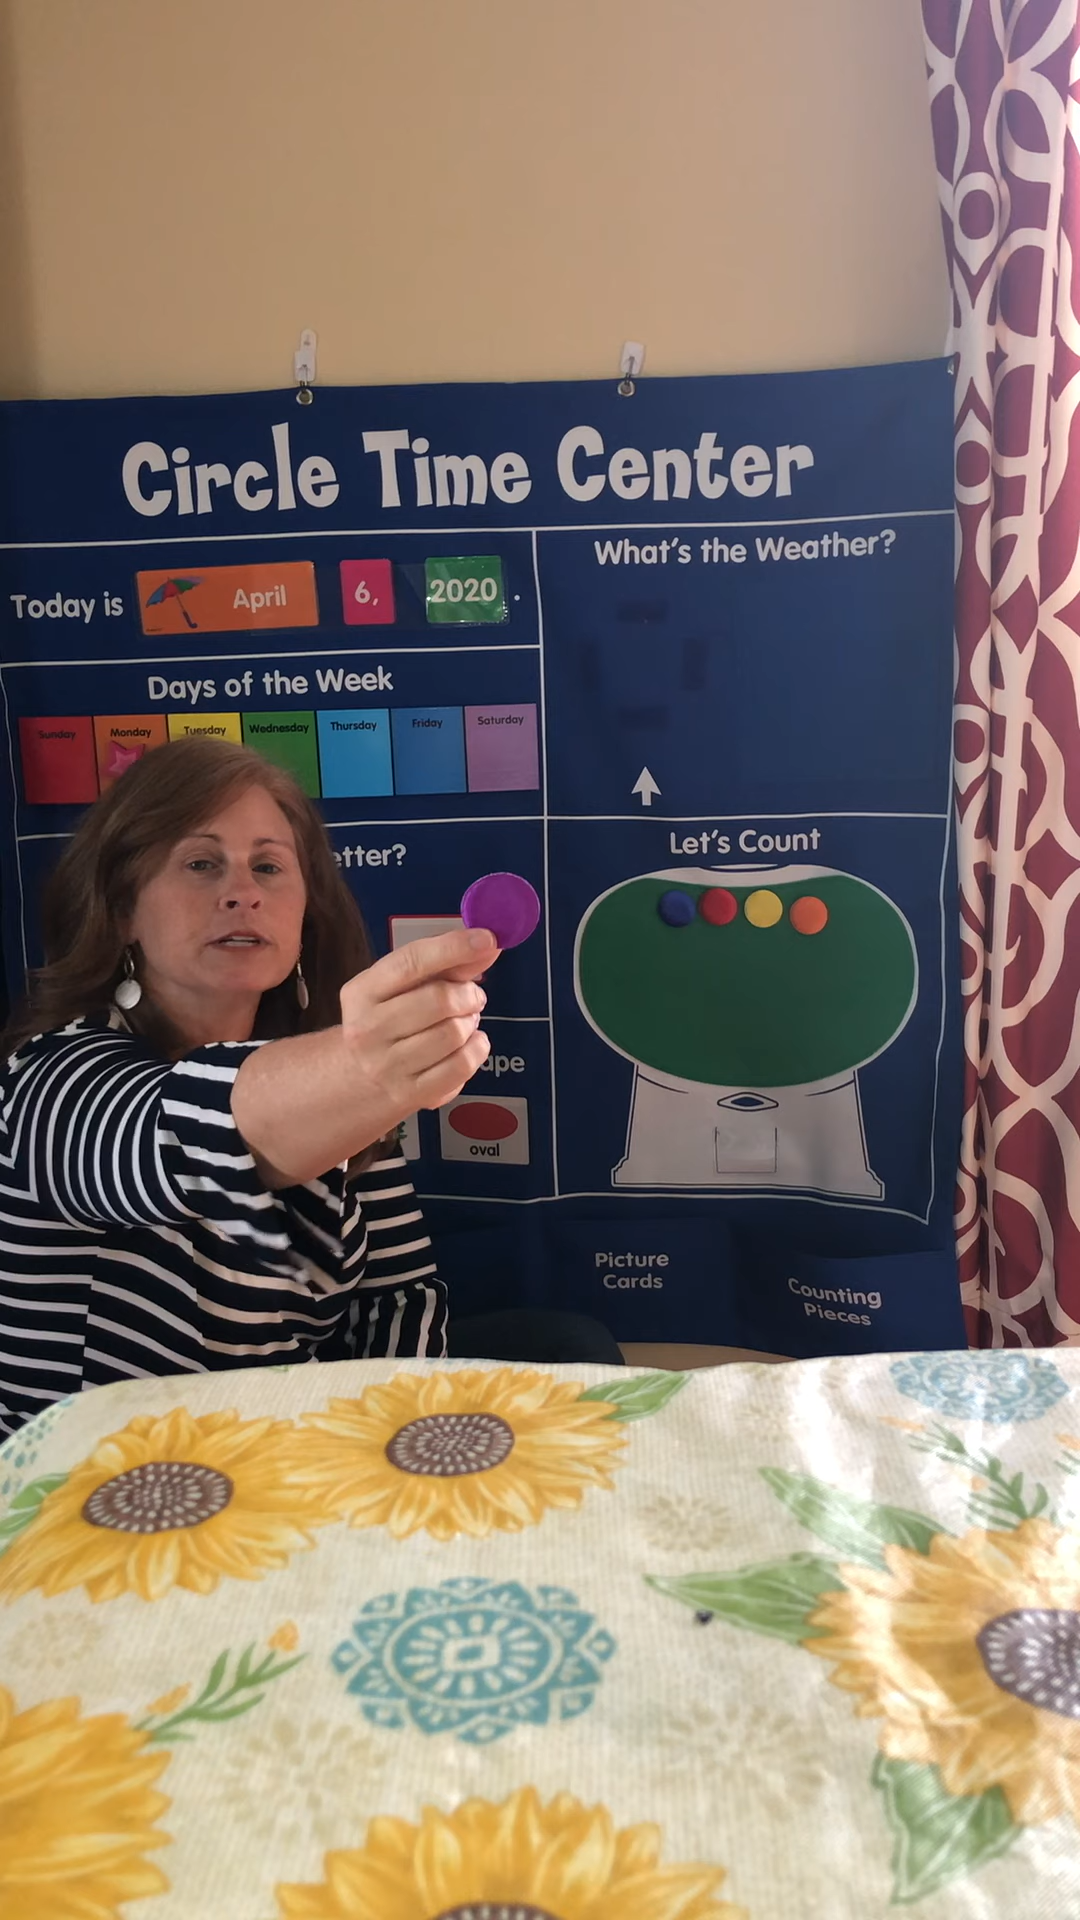 Circle Time Center
Today is April 6, 2020.
Days of the Week
Sunday Monday Tuesday Wednesday Thursday Friday Saturday
What's the Weather?
Let's Count
oval
Picture
Cards
Counting
Pieces